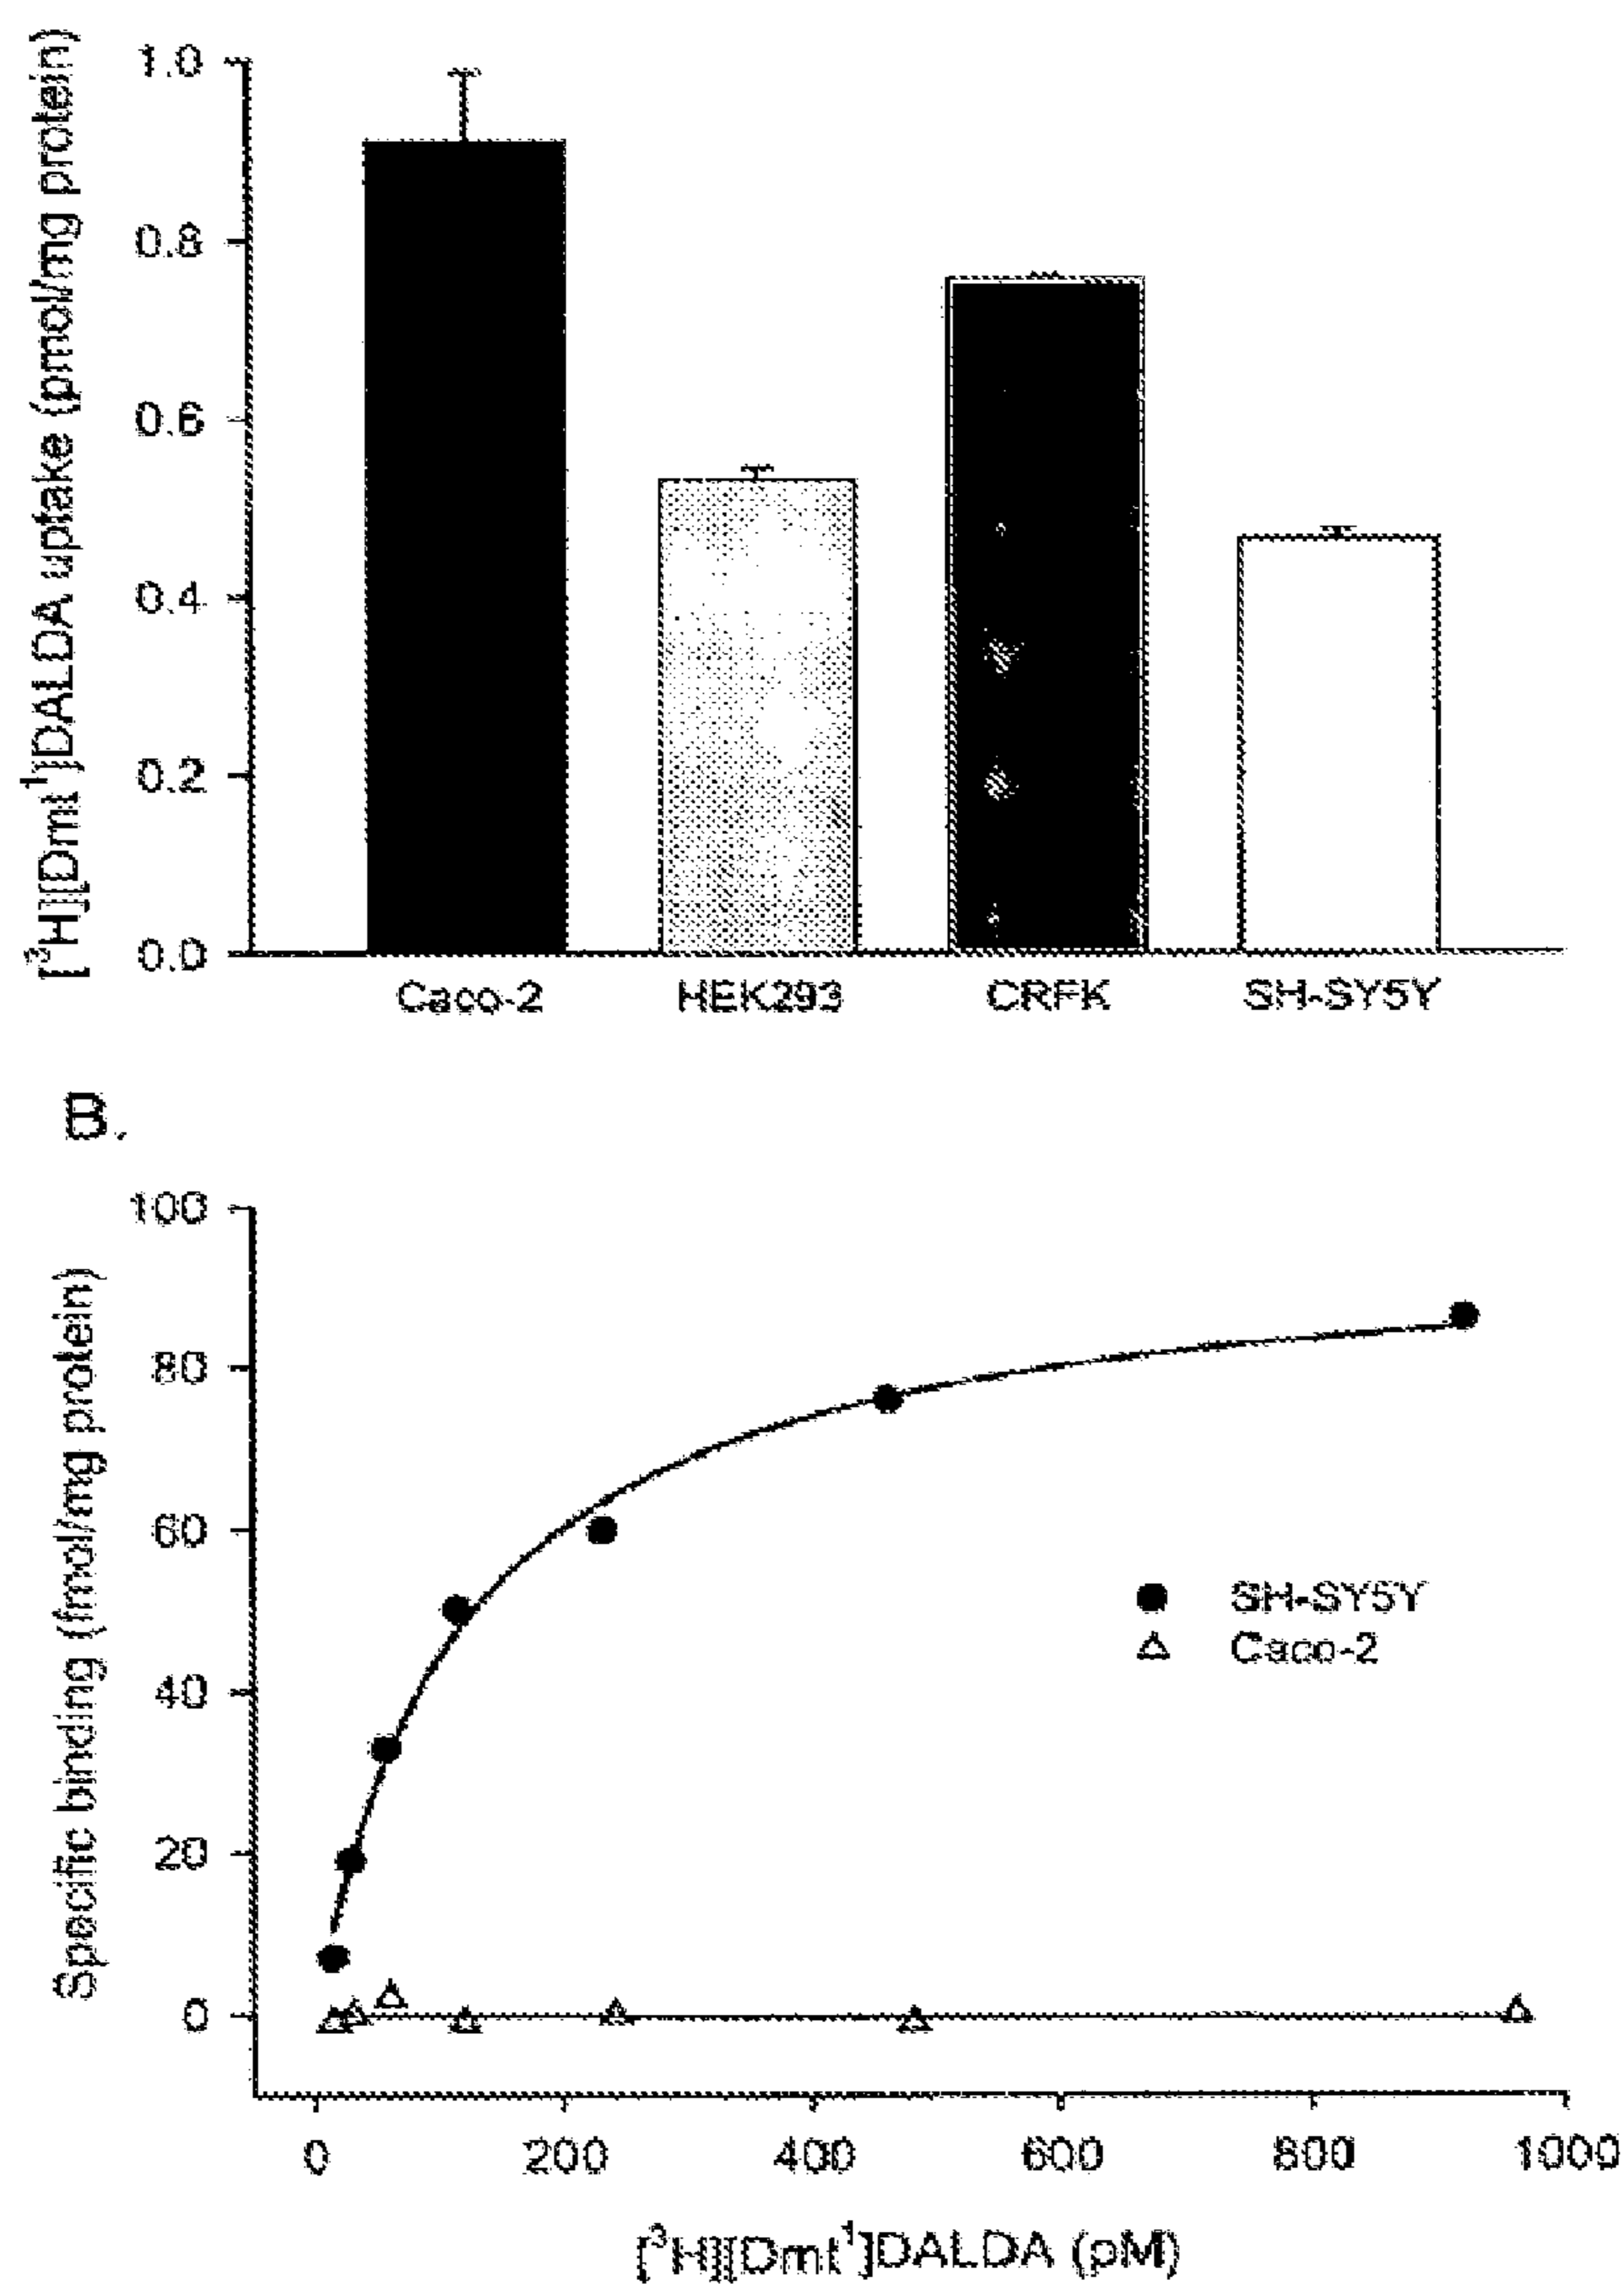 [³H][Dmt¹]DALDA uptake (pmol/mg protein)
1.0
0.8
0.6
0.4
0.2
0.0
Caco-2
HEK293
CRFK
SH-SY5Y
B.
Specific binding (fmol/mg protein)
100
80
60
40
20
0
SH-SY5Y
Caco-2
0
200
400
600
800
1000
[³H][Dmt¹]DALDA (pM)